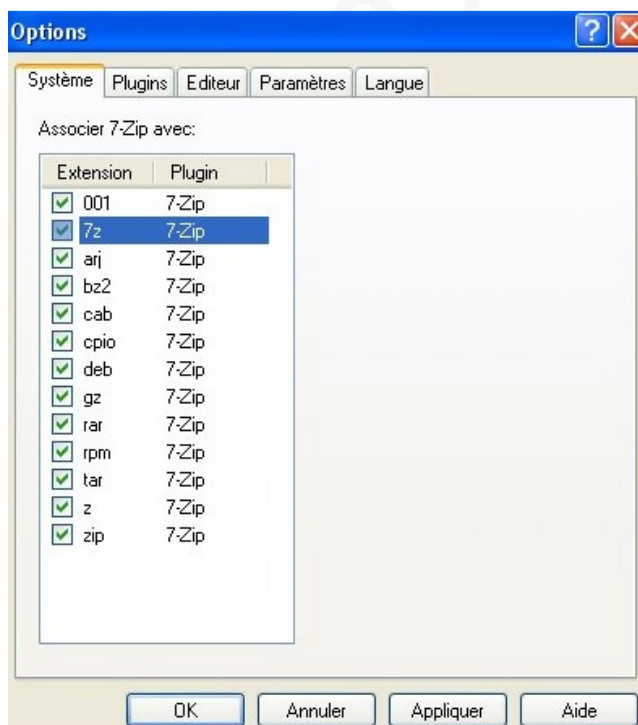 Options
Système Plugins Editeur Paramètres Langue
Associer 7-Zip avec:
Extension Plugin
001 7-Zip
7z 7-Zip
arj 7-Zip
bz2 7-Zip
cab 7-Zip
cpio 7-Zip
deb 7-Zip
gz 7-Zip
rar 7-Zip
rpm 7-Zip
tar 7-Zip
z 7-Zip
zip 7-Zip
OK Annuler Appliquer Aide